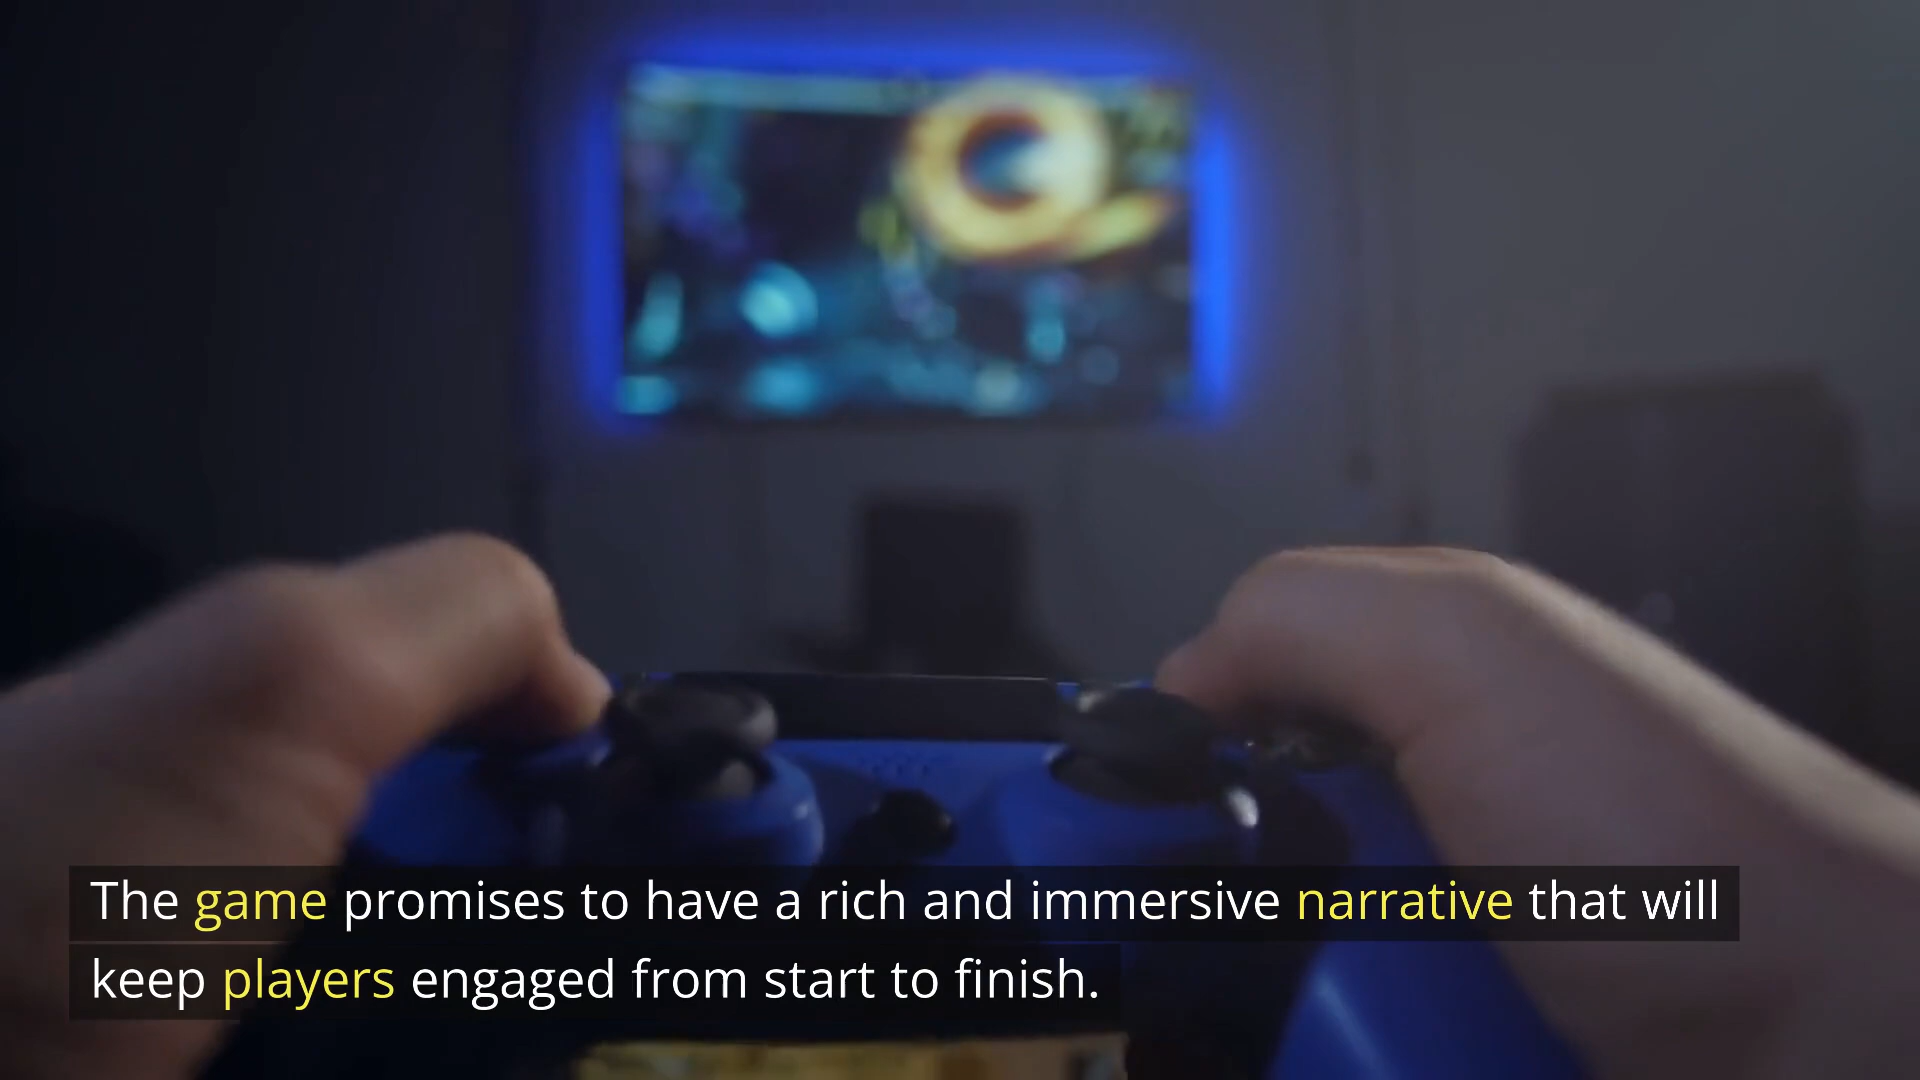 The game promises to have a rich and immersive narrative that will
keep players engaged from start to finish.